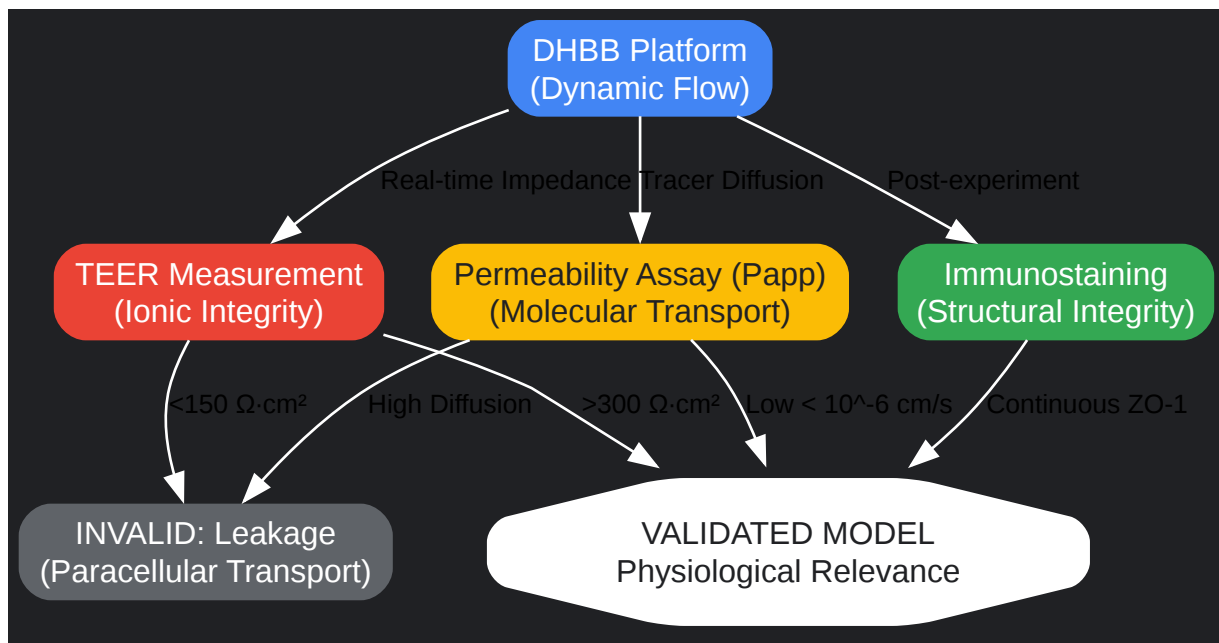 DHBB Platform
(Dynamic Flow)
Real-time Impedance
Tracer Diffusion
Post-experiment
TEER Measurement
(Ionic Integrity)
Permeability Assay (Papp)
(Molecular Transport)
Immunostaining
(Structural Integrity)
<150 Ω·cm²
High Diffusion
>300 Ω·cm²
Low < 10^-6 cm/s
Continuous ZO-1
INVALID: Leakage
(Paracellular Transport)
VALIDATED MODEL
Physiological Relevance